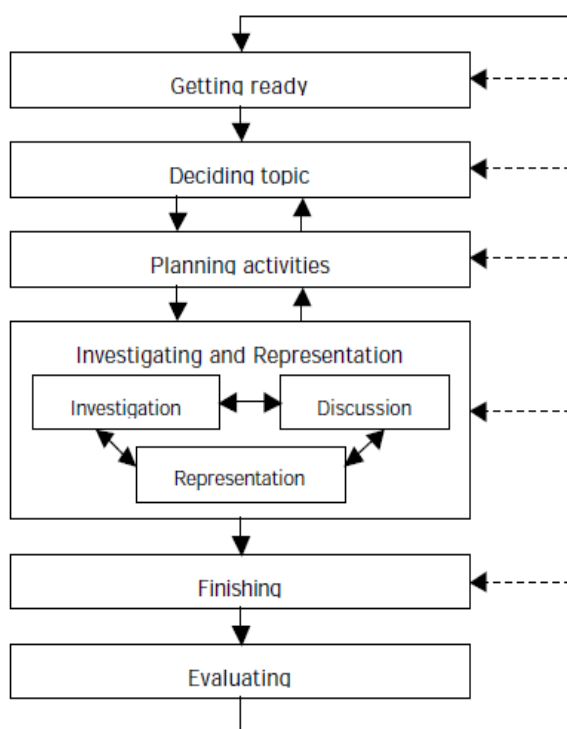 Getting ready
Deciding topic
Planning activities
Investigating and Representation
Investigation
Discussion
Representation
Finishing
Evaluating